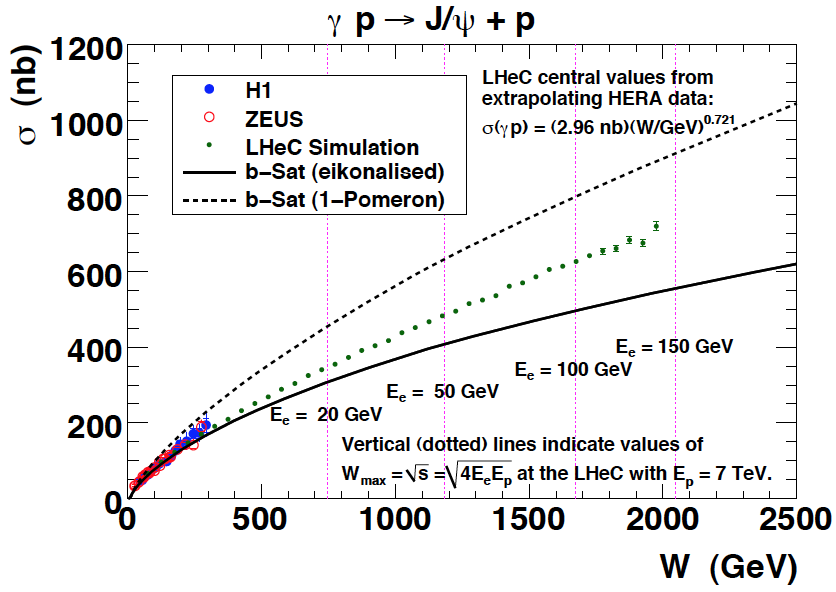 γ p → J/ψ + p
σ (nb)
1200
1000
800
600
400
200
0
H1
ZEUS
LHeC Simulation
b−Sat (eikonalised)
b−Sat (1−Pomeron)
LHeC central values from
extrapolating HERA data:
σ(γp) = (2.96 nb)(W/GeV)^0.721
E_e = 150 GeV
E_e = 100 GeV
E_e = 50 GeV
E_e = 20 GeV
Vertical (dotted) lines indicate values of
W_max = √s = √4E_eE_p at the LHeC with E_p = 7 TeV.
0 500 1000 1500 2000 2500
W (GeV)